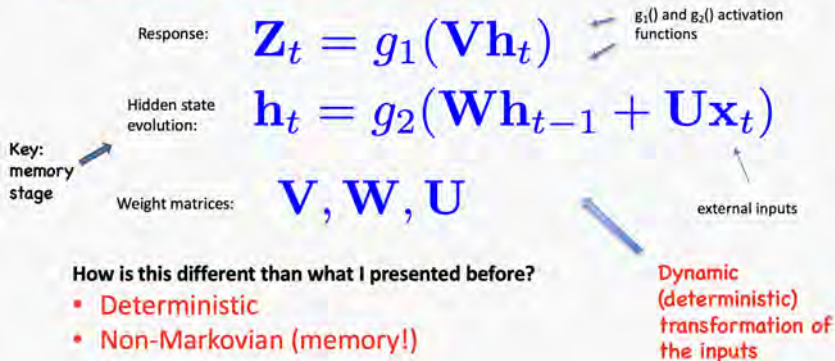 Response:
Z_t = g_1(Vh_t)
g₁() and g₂() activation
functions
Hidden state
evolution:
h_t = g_2(Wh_{t-1} + Ux_t)
Key:
memory
stage
Weight matrices:
V, W, U
external inputs
How is this different than what I presented before?
• Deterministic
• Non-Markovian (memory!)
Dynamic
(deterministic)
transformation of
the inputs